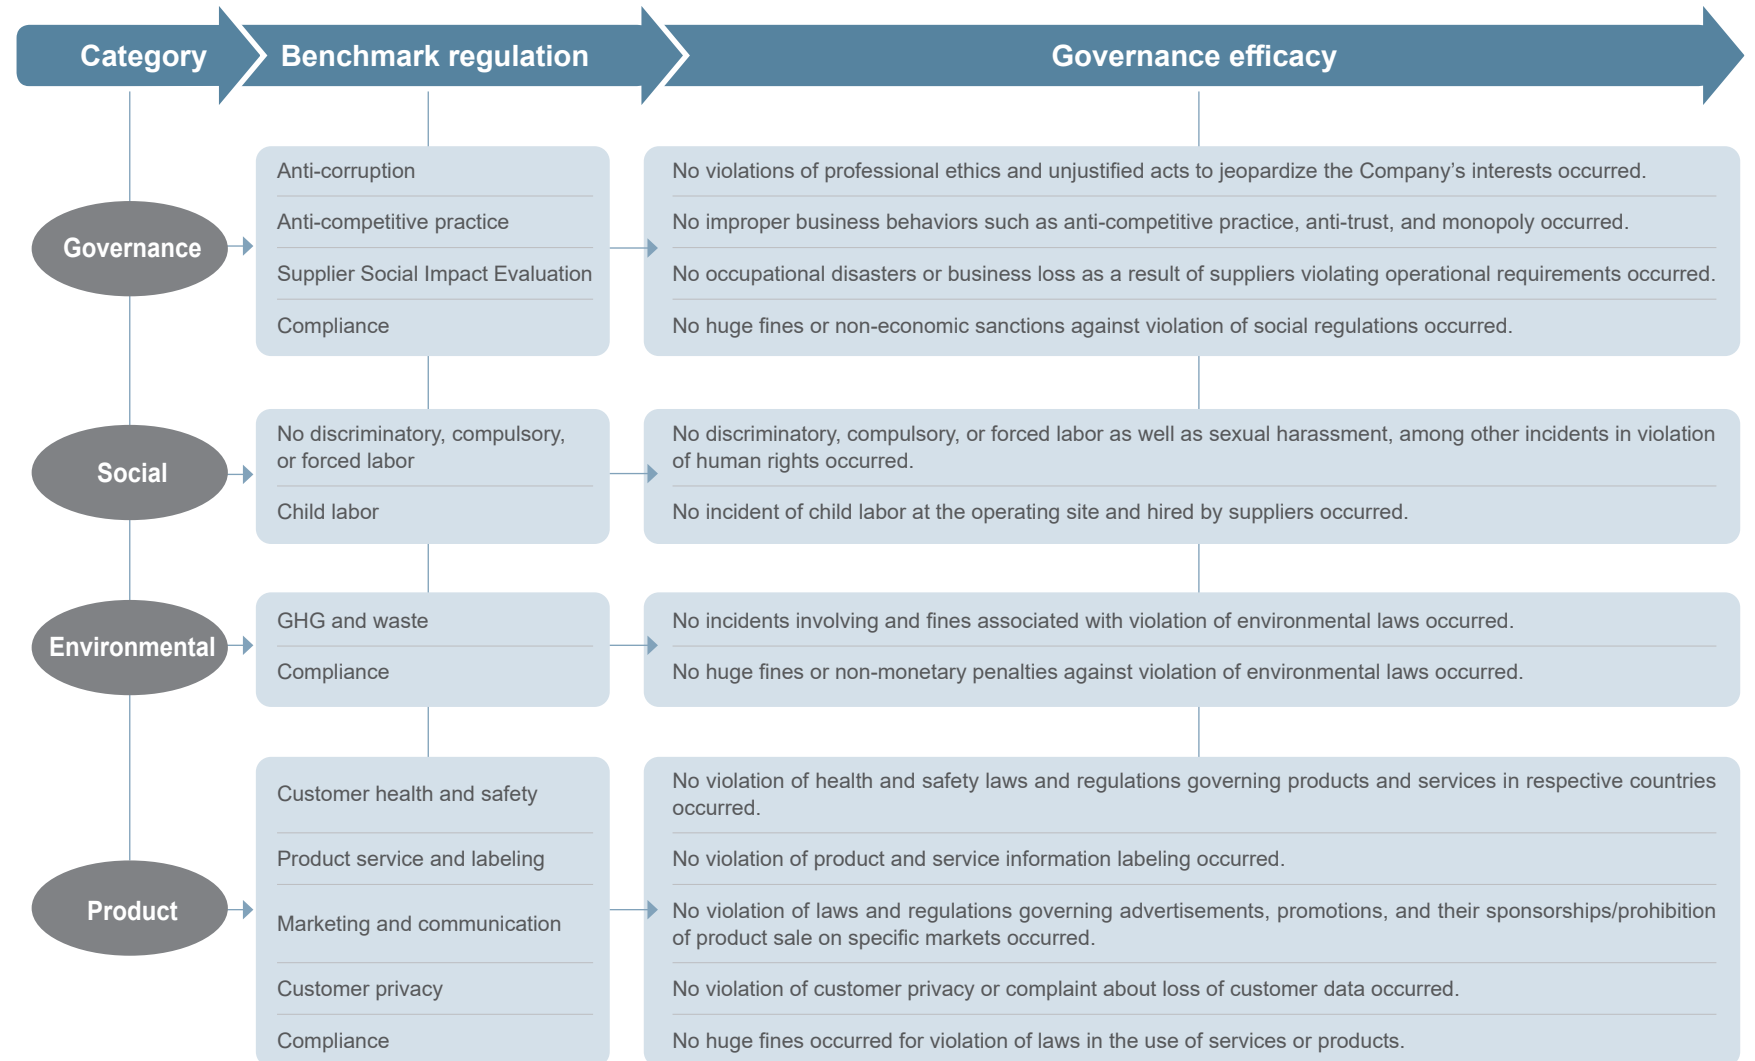 Category
Benchmark regulation
Governance efficacy
Governance
Anti-corruption
No violations of professional ethics and unjustified acts to jeopardize the Company’s interests occurred.
Anti-competitive practice
No improper business behaviors such as anti-competitive practice, anti-trust, and monopoly occurred.
Supplier Social Impact Evaluation
No occupational disasters or business loss as a result of suppliers violating operational requirements occurred.
Compliance
No huge fines or non-economic sanctions against violation of social regulations occurred.
Social
No discriminatory, compulsory,
or forced labor
No discriminatory, compulsory, or forced labor as well as sexual harassment, among other incidents in violation
of human rights occurred.
Child labor
No incident of child labor at the operating site and hired by suppliers occurred.
Environmental
GHG and waste
No incidents involving and fines associated with violation of environmental laws occurred.
Compliance
No huge fines or non-monetary penalties against violation of environmental laws occurred.
Product
Customer health and safety
No violation of health and safety laws and regulations governing products and services in respective countries
occurred.
Product service and labeling
No violation of product and service information labeling occurred.
Marketing and communication
No violation of laws and regulations governing advertisements, promotions, and their sponsorships/prohibition
of product sale on specific markets occurred.
Customer privacy
No violation of customer privacy or complaint about loss of customer data occurred.
Compliance
No huge fines occurred for violation of laws in the use of services or products.